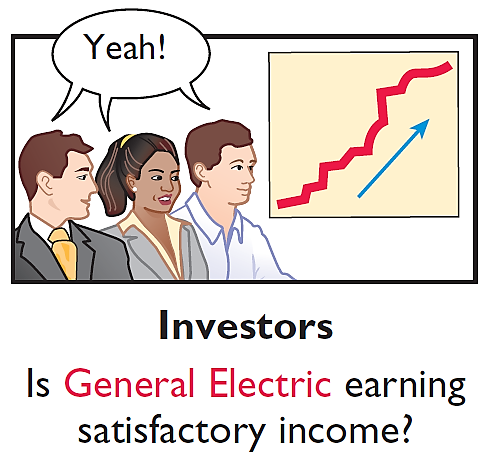 Yeah!
Investors
Is General Electric earning
satisfactory income?